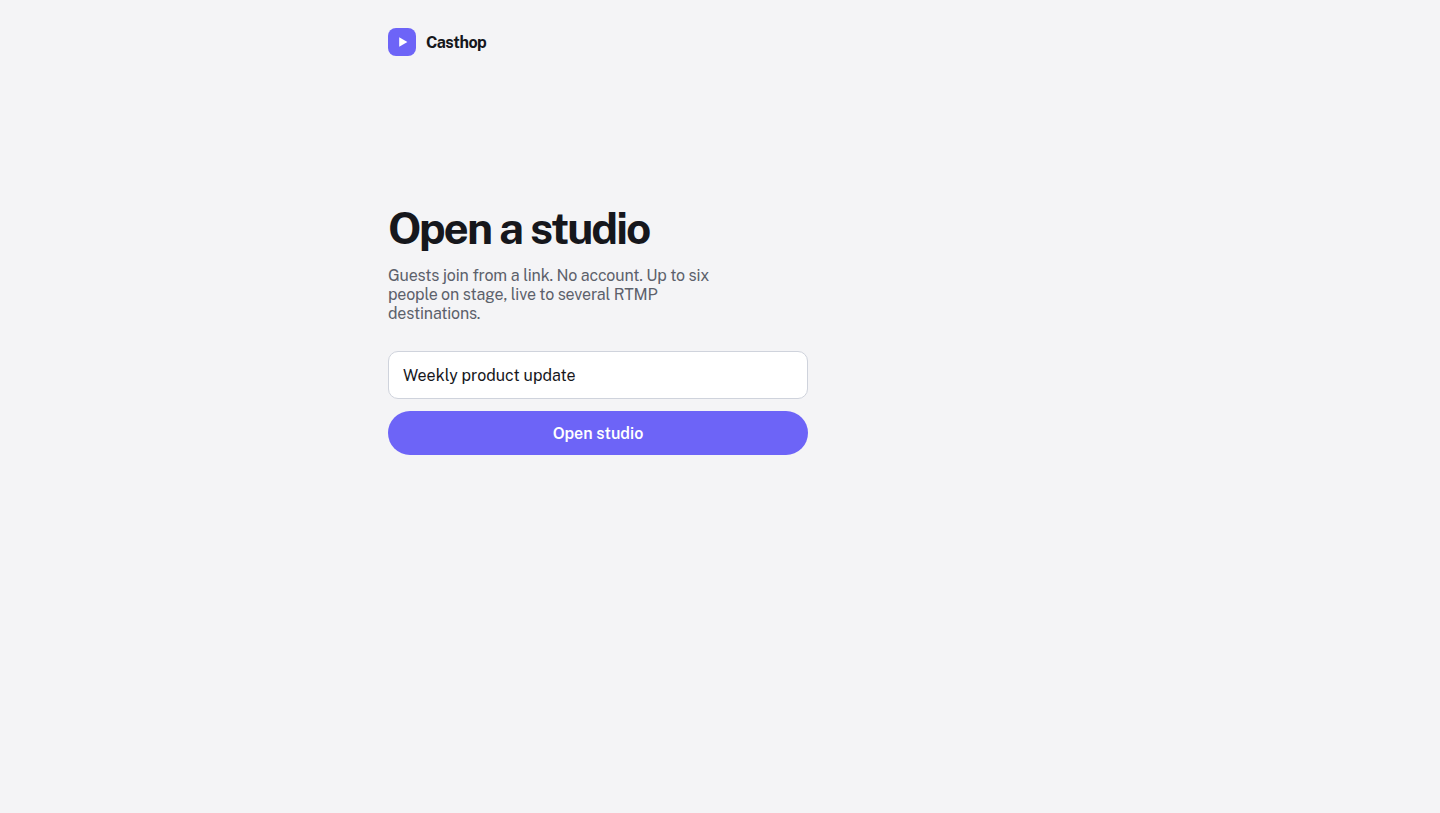 Casthop
Open a studio
Guests join from a link. No account. Up to six
people on stage, live to several RTMP
destinations.
Weekly product update
Open studio